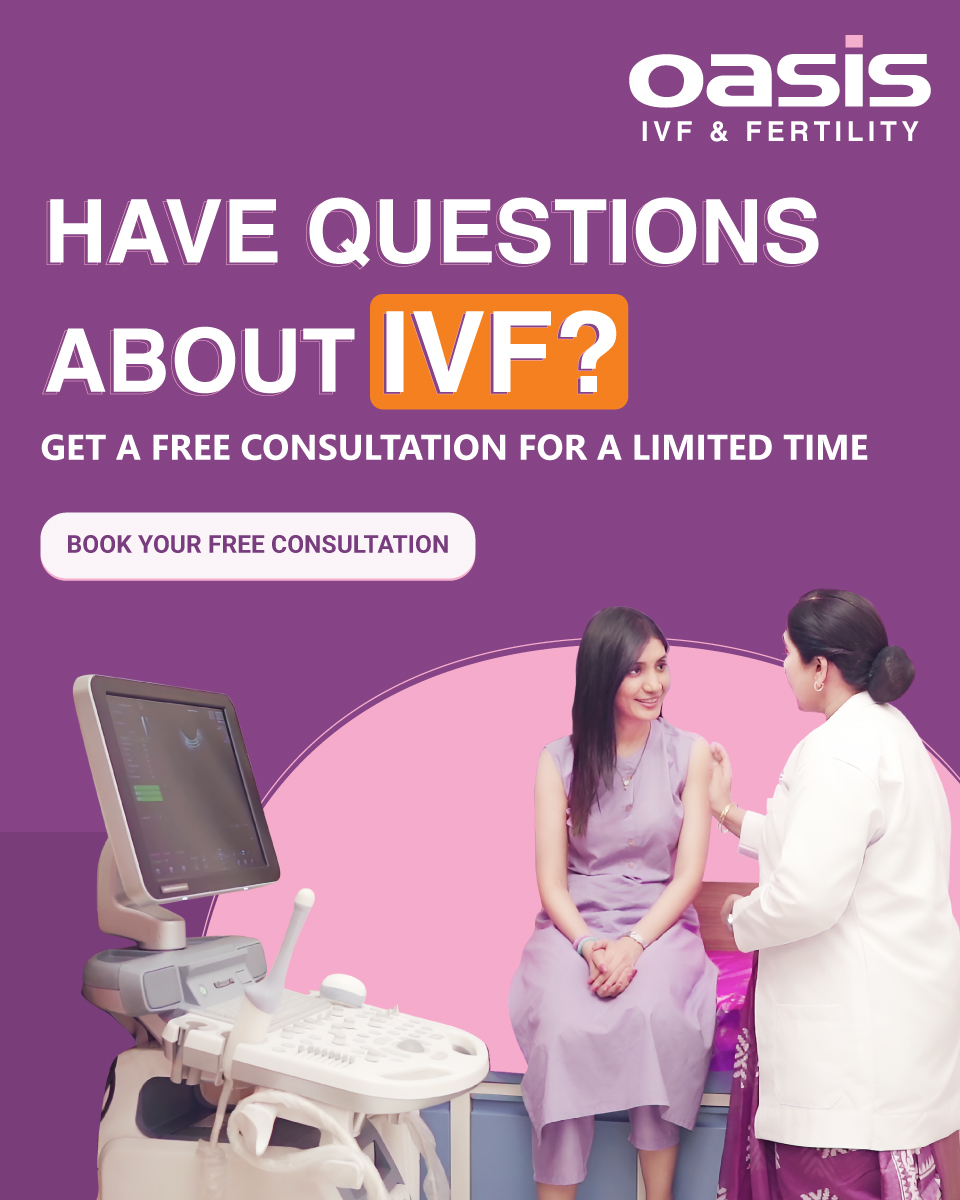 oasis
IVF & FERTILITY
HAVE QUESTIONS
ABOUT IVF?
GET A FREE CONSULTATION FOR A LIMITED TIME
BOOK YOUR FREE CONSULTATION